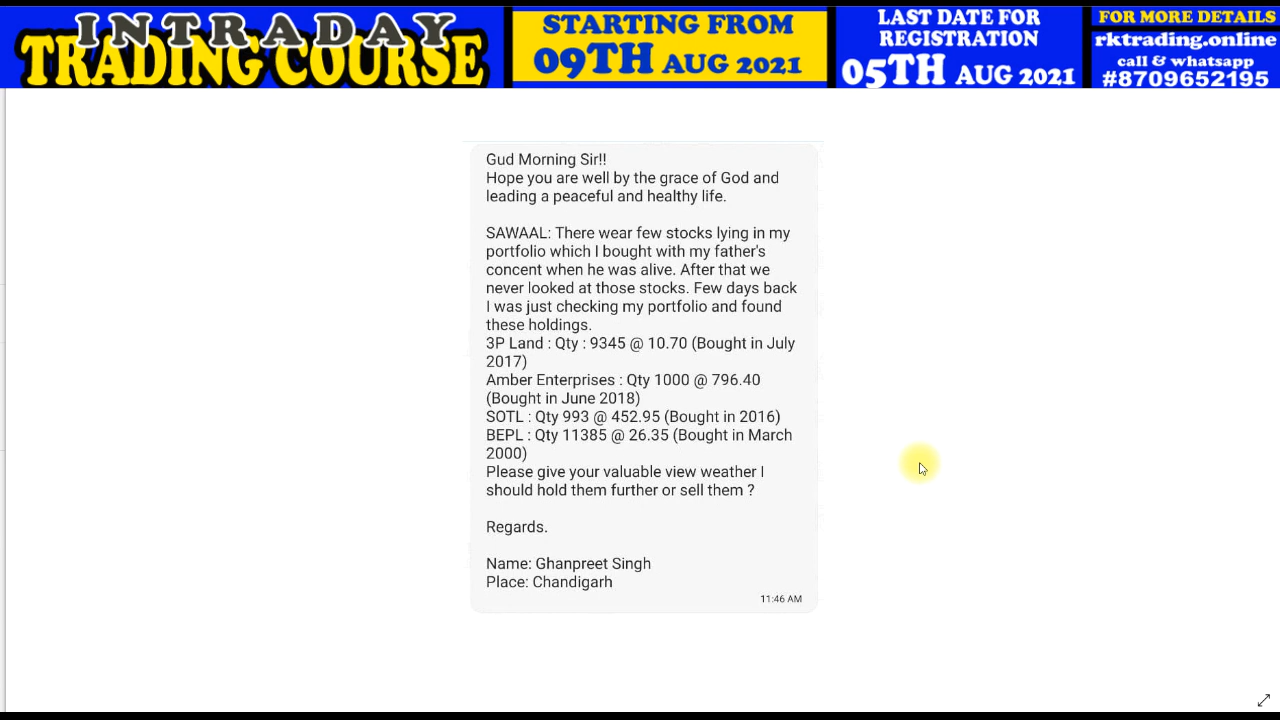 INTRADAY
TRADING COURSE
STARTING FROM
09TH AUG 2021
LAST DATE FOR
REGISTRATION
05TH AUG 2021
FOR MORE DETAILS
rktrading.online
call & whatsapp
#8709652195
Gud Morning Sir!!
Hope you are well by the grace of God and
leading a peaceful and healthy life.
SAWAAL: There wear few stocks lying in my
portfolio which I bought with my father's
concent when he was alive. After that we
never looked at those stocks. Few days back
I was just checking my portfolio and found
these holdings.
3P Land : Qty : 9345 @ 10.70 (Bought in July
2017)
Amber Enterprises : Qty 1000 @ 796.40
(Bought in June 2018)
SOTL : Qty 993 @ 452.95 (Bought in 2016)
BEPL : Qty 11385 @ 26.35 (Bought in March
2000)
Please give your valuable view weather I
should hold them further or sell them ?
Regards.
Name: Ghanpreet Singh
Place: Chandigarh
11:46 AM